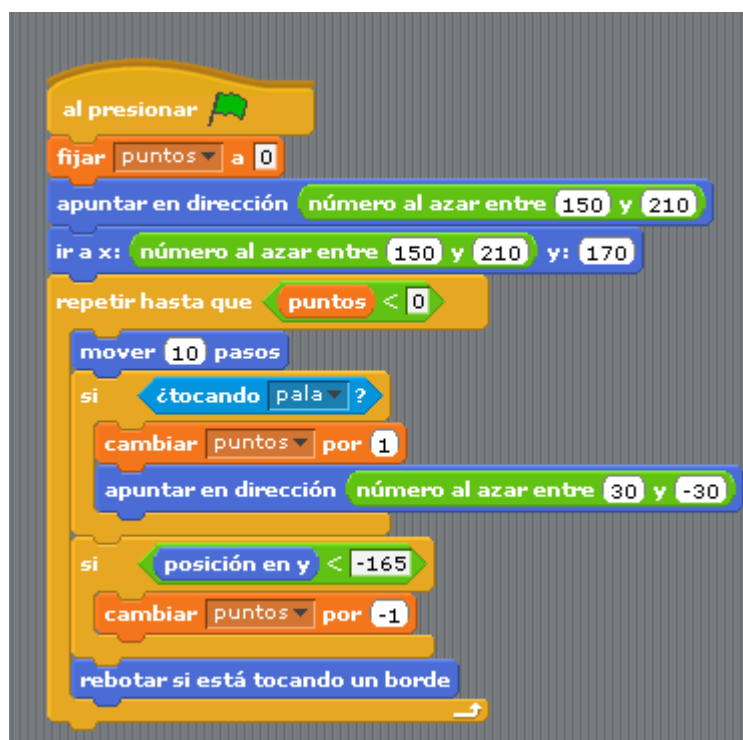 al presionar
fijar puntos a 0
apuntar en dirección número al azar entre 150 y 210
ir a x: número al azar entre 150 y 210 y: 170
repetir hasta que puntos < 0
mover 10 pasos
si ¿tocando pala ?
cambiar puntos por 1
apuntar en dirección número al azar entre 30 y -30
si posición en y < -165
cambiar puntos por -1
rebotar si está tocando un borde